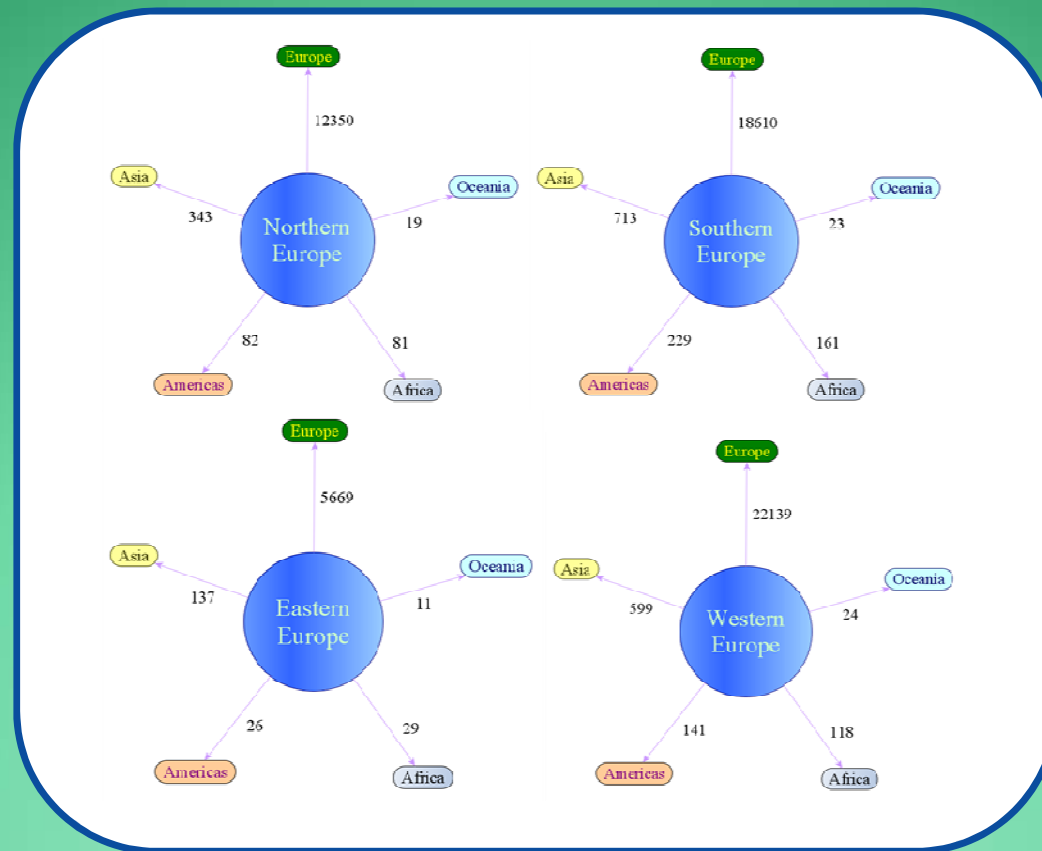 Europe
12350
Asia
343
Oceania
19
Northern
Europe
82
81
Americas
Africa
Europe
18610
Asia
713
Oceania
23
Southern
Europe
229
161
Americas
Africa
Europe
5669
Asia
137
Oceania
11
Eastern
Europe
26
29
Americas
Africa
Europe
22139
Asia
599
Oceania
24
Western
Europe
141
118
Americas
Africa